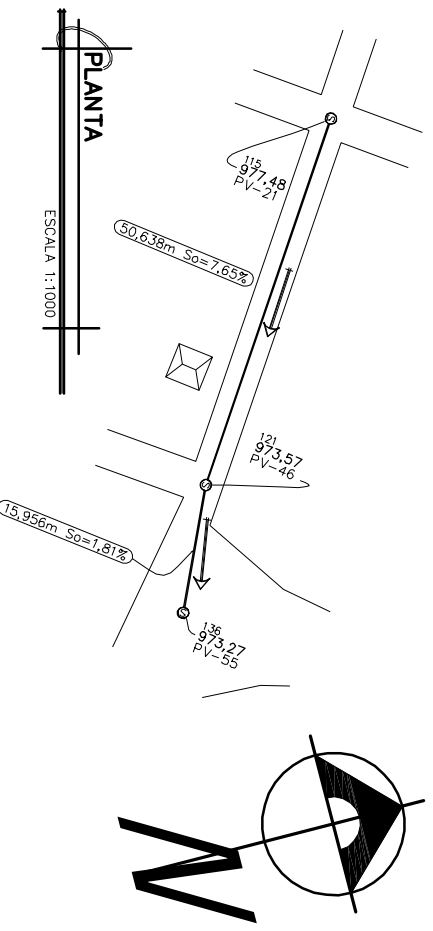 PLANTA
ESCALA 1:1000
115
977,48
PV-21
50,638m So=7,65%
121
973,57
PV-46
15,956m So=1,81%
136
973,27
PV-55
S
S
S
N